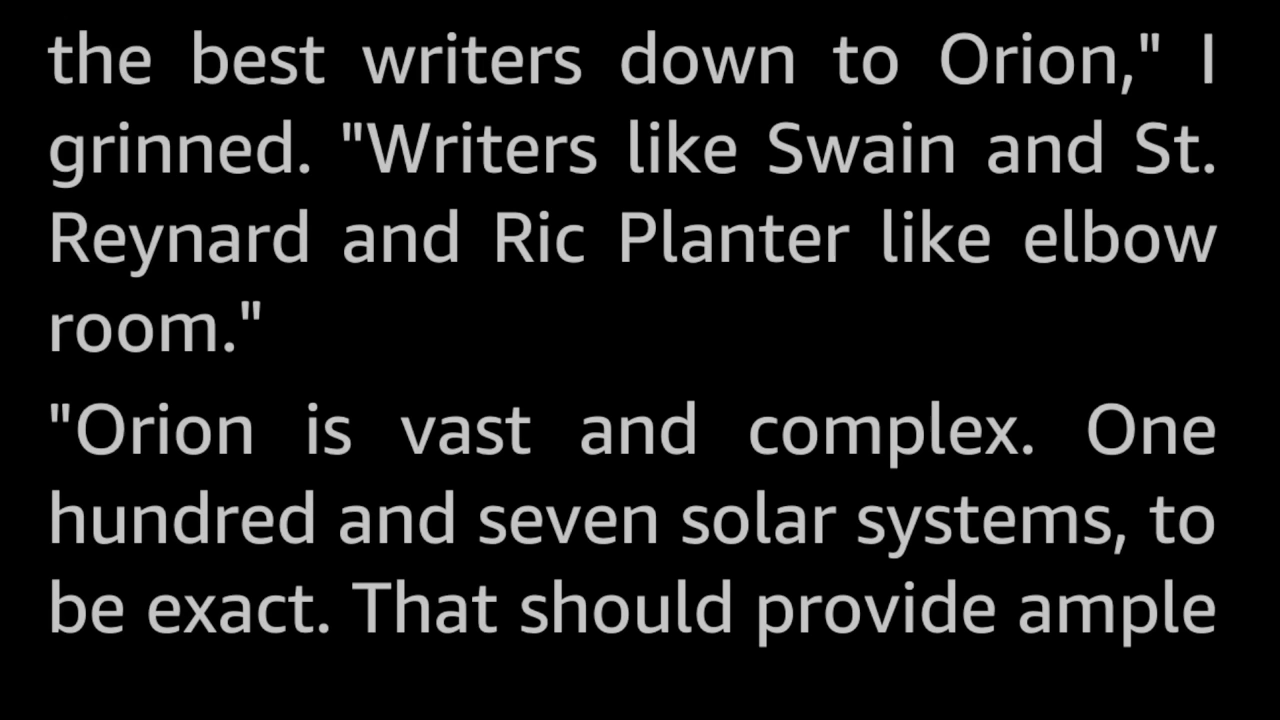 the best writers down to Orion," I
grinned. "Writers like Swain and St.
Reynard and Ric Planter like elbow
room."
"Orion is vast and complex. One
hundred and seven solar systems, to
be exact. That should provide ample